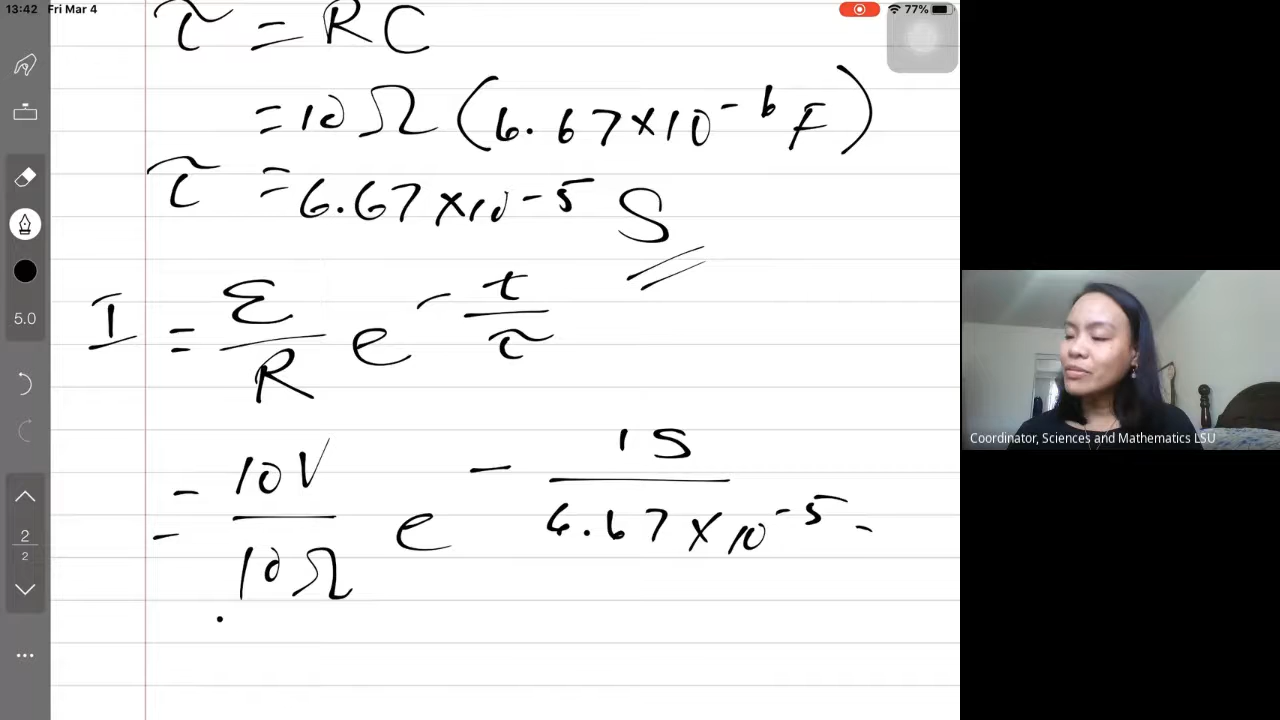 13:42 Fri Mar 4 77%
τ = RC
= 10 Ω (6.67×10⁻⁶ F)
τ = 6.67×10⁻⁵ S
I = ε/R e^(-t/τ)
= 10V/10Ω e^(-1S/6.67×10⁻⁵)
5.0
2
2
Coordinator, Sciences and Mathematics LSU